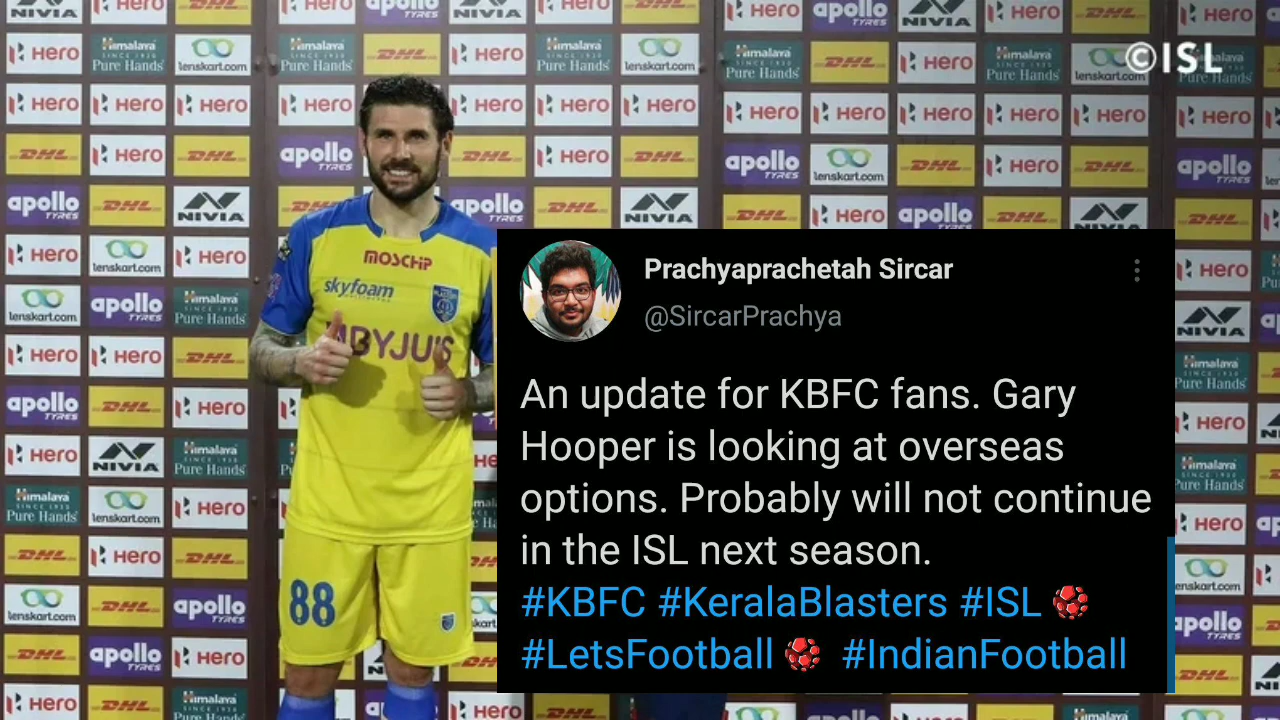 ©ISL
MOSCHIP
skyfoam
BYJU'S
88
Prachyaprachetah Sircar
@SircarPrachya
An update for KBFC fans. Gary
Hooper is looking at overseas
options. Probably will not continue
in the ISL next season.
#KBFC #KeralaBlasters #ISL
#LetsFootball #IndianFootball
Hero
Himalaya
SINCE 1930
Pure Hands
lenskart.com
DHL
apollo
TYRES
NIVIA